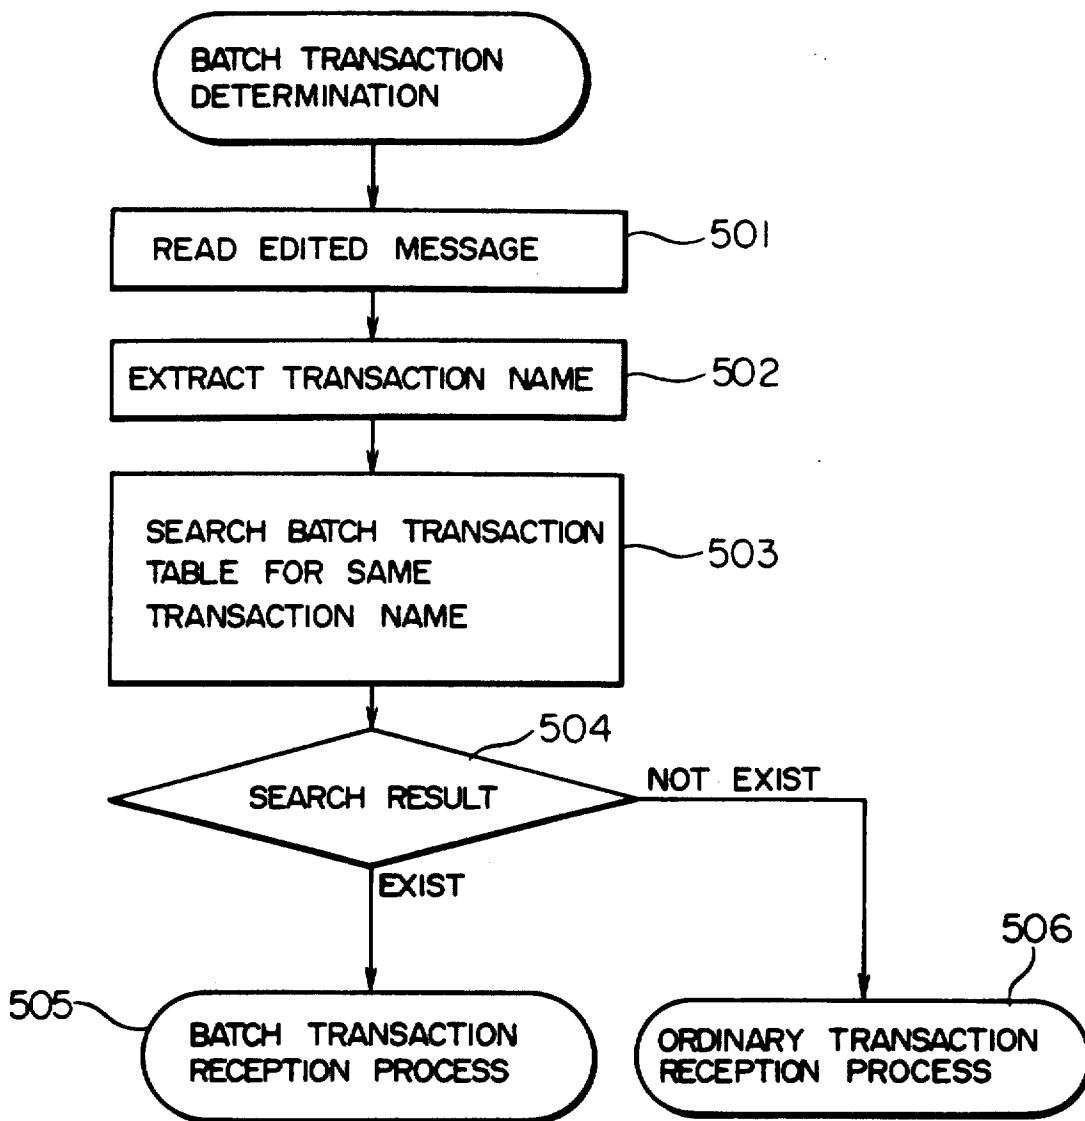 BATCH TRANSACTION
DETERMINATION
READ EDITED MESSAGE
501
EXTRACT TRANSACTION NAME
502
SEARCH BATCH TRANSACTION
TABLE FOR SAME
TRANSACTION NAME
503
504
SEARCH RESULT
NOT EXIST
EXIST
505
BATCH TRANSACTION
RECEPTION PROCESS
506
ORDINARY TRANSACTION
RECEPTION PROCESS